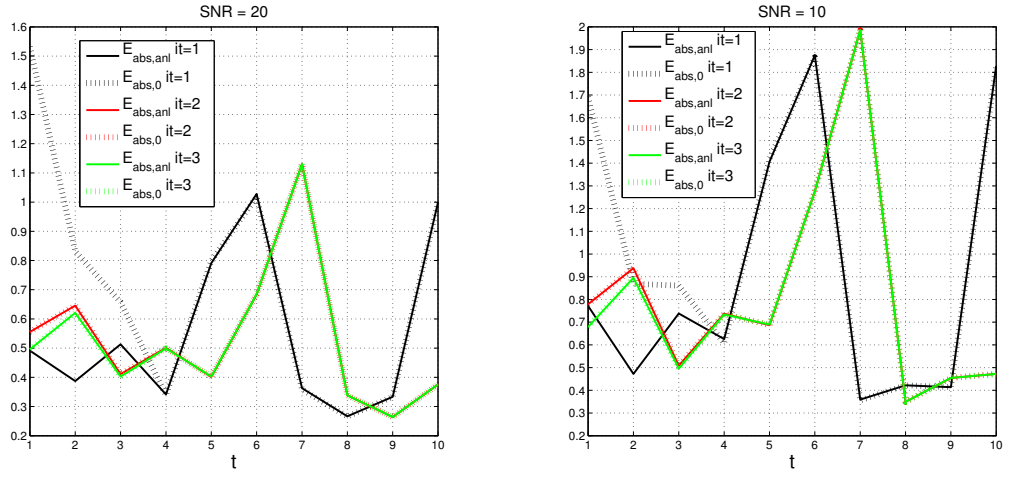 SNR = 20
1.6
1.5
1.4
1.3
1.2
1.1
1
0.9
0.8
0.7
0.6
0.5
0.4
0.3
0.2
E_abs,anl it=1
E_abs,0 it=1
E_abs,anl it=2
E_abs,0 it=2
E_abs,anl it=3
E_abs,0 it=3
1 2 3 4 5 6 7 8 9 10
t
SNR = 10
2
1.9
1.8
1.7
1.6
1.5
1.4
1.3
1.2
1.1
1
0.9
0.8
0.7
0.6
0.5
0.4
0.3
0.2
E_abs,anl it=1
E_abs,0 it=1
E_abs,anl it=2
E_abs,0 it=2
E_abs,anl it=3
E_abs,0 it=3
1 2 3 4 5 6 7 8 9 10
t